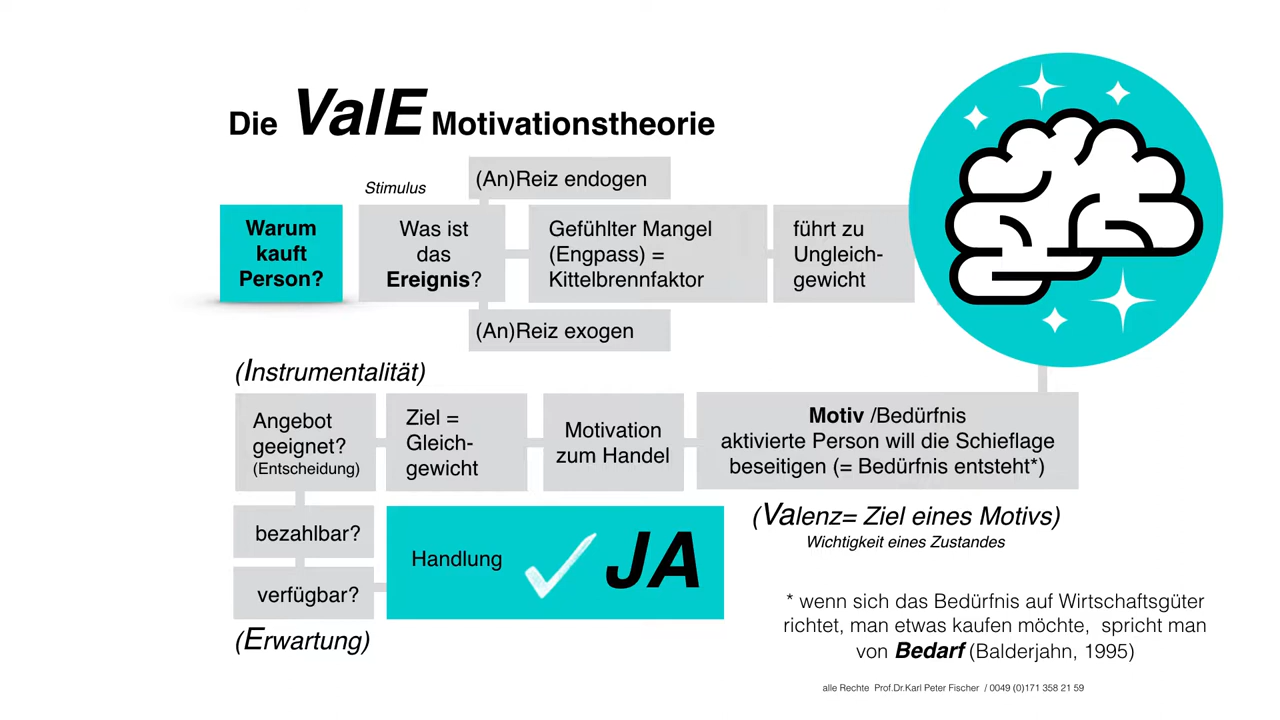 Die VaIE Motivationstheorie
Stimulus
(An)Reiz endogen
Warum
kauft
Person?
Was ist
das
Ereignis?
Gefühlter Mangel
(Engpass) =
Kittelbrennfaktor
führt zu
Ungleich-
gewicht
(An)Reiz exogen
(Instrumentalität)
Angebot
geeignet?
(Entscheidung)
Ziel =
Gleich-
gewicht
Motivation
zum Handel
Motiv /Bedürfnis
aktivierte Person will die Schieflage
beseitigen (= Bedürfnis entsteht*)
bezahlbar?
verfügbar?
Handlung
JA
(Valenz= Ziel eines Motivs)
Wichtigkeit eines Zustandes
(Erwartung)
* wenn sich das Bedürfnis auf Wirtschaftsgüter
richtet, man etwas kaufen möchte, spricht man
von Bedarf (Balderjahn, 1995)
alle Rechte Prof.Dr.Karl Peter Fischer / 0049 (0)171 358 21 59